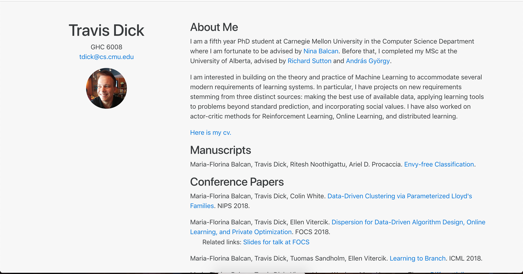 Travis Dick
GHC 6008
tdick@cs.cmu.edu
About Me
I am a fifth year PhD student at Carnegie Mellon University in the Computer Science Department
where I am fortunate to be advised by Nina Balcan. Before that, I completed my MSc at the
University of Alberta, advised by Richard Sutton and András György.
I am interested in building on the theory and practice of Machine Learning to accommodate several
modern requirements of learning systems. In particular, I have projects on new requirements
stemming from three distinct sources: making the best use of available data, applying learning tools
to problems beyond standard prediction, and incorporating social values. I have also worked on
actor-critic methods for Reinforcement Learning, Online Learning, and distributed learning.
Here is my cv.
Manuscripts
Maria-Florina Balcan, Travis Dick, Ritesh Noothigattu, Ariel D. Procaccia. Envy-free Classification.
Conference Papers
Maria-Florina Balcan, Travis Dick, Colin White. Data-Driven Clustering via Parameterized Lloyd's
Families. NIPS 2018.
Maria-Florina Balcan, Travis Dick, Ellen Vitercik. Dispersion for Data-Driven Algorithm Design, Online
Learning, and Private Optimization. FOCS 2018.
Related links: Slides for talk at FOCS
Maria-Florina Balcan, Travis Dick, Tuomas Sandholm, Ellen Vitercik. Learning to Branch. ICML 2018.